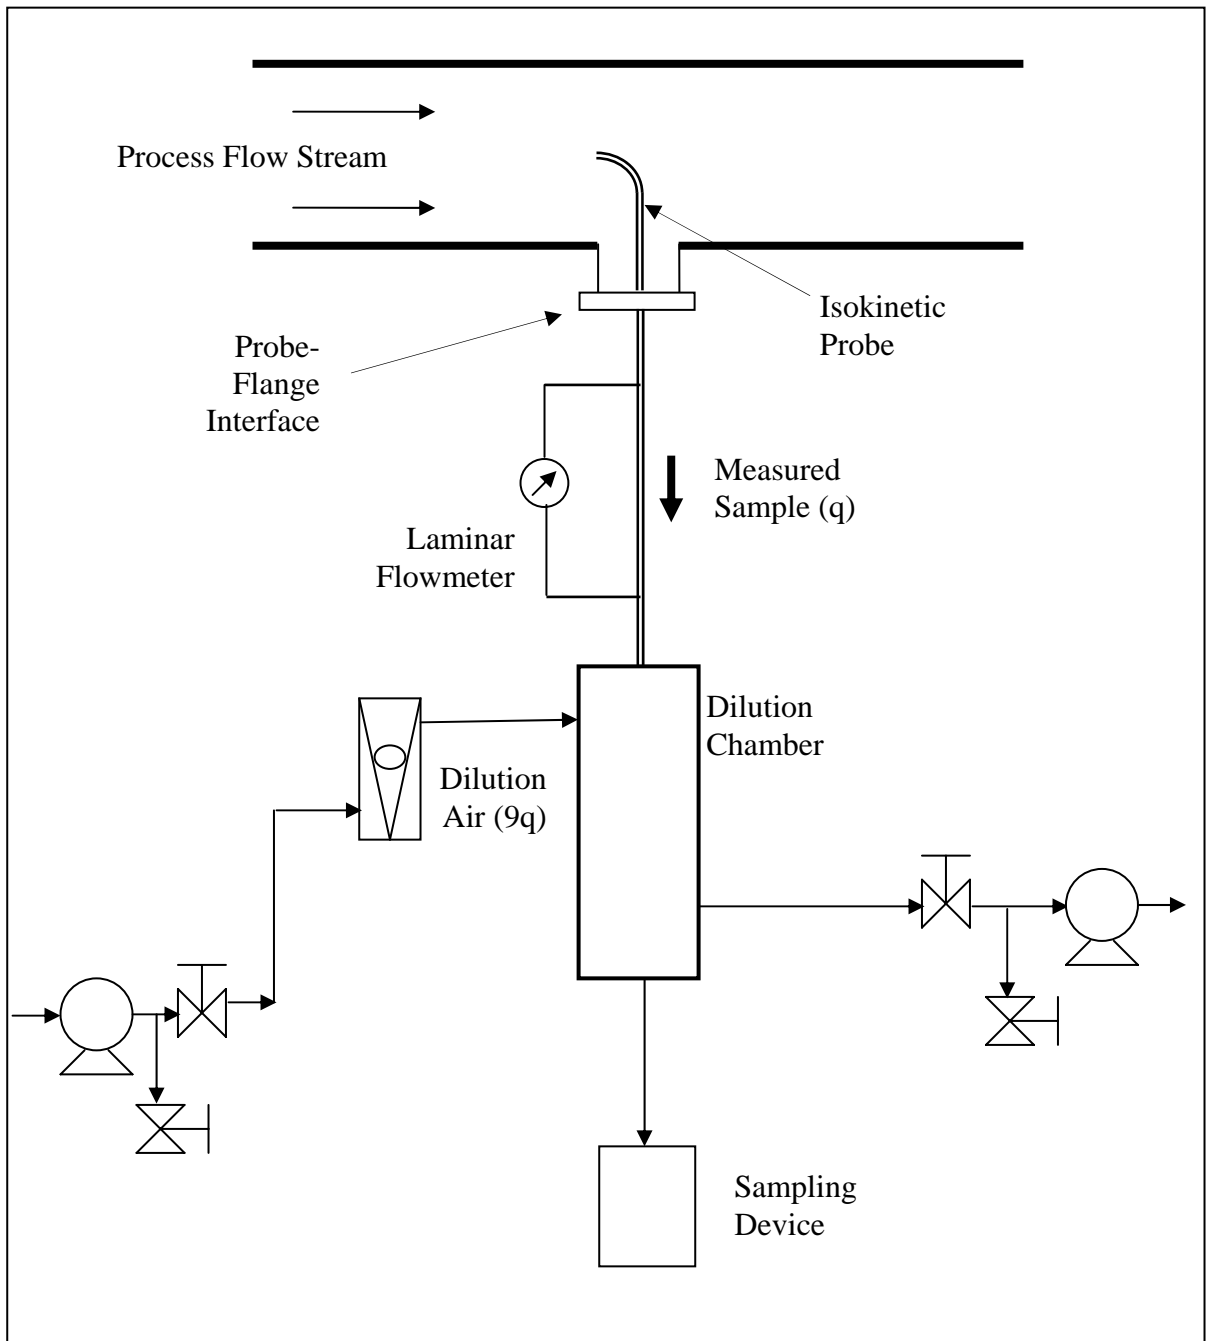 Process Flow Stream
Isokinetic
Probe
Probe-
Flange
Interface
Measured
Sample (q)
Laminar
Flowmeter
Dilution
Chamber
Dilution
Air (9q)
Sampling
Device